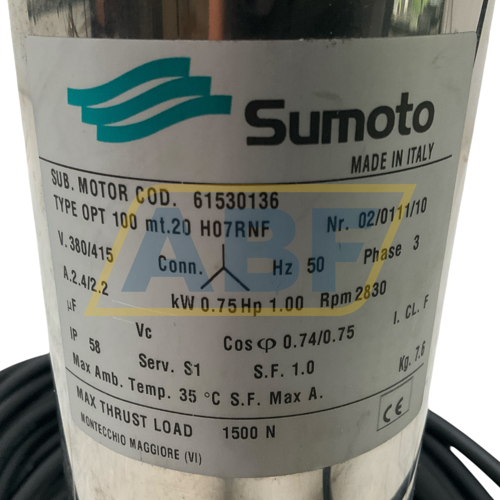 Sumoto
MADE IN ITALY
SUB. MOTOR COD. 61530136
TYPE OPT 100 mt.20 H07RNF Nr. 02/0111/10
V. 380/415 Conn. Hz 50 Phase 3
A. 2.4/2.2 kW 0.75 Hp 1.00 Rpm 2830
µF Vc Cos φ 0.74/0.75 I. CL. F
IP 58 Serv. S1 S.F. 1.0 Kg. 7.6
Max Amb. Temp. 35 °C S.F. Max A.
MAX THRUST LOAD 1500 N
MONTECCHIO MAGGIORE (VI)
CE
ABF